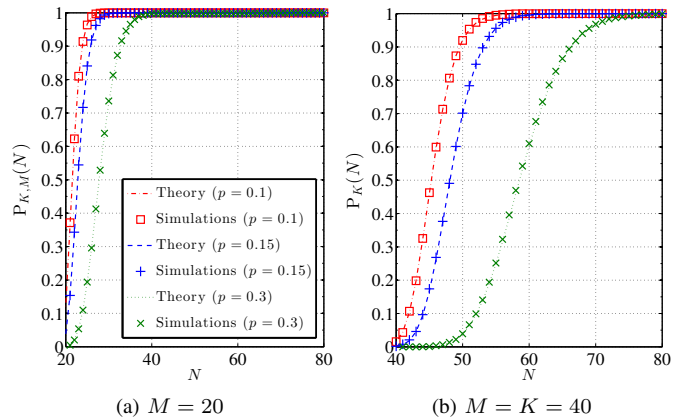 1
0.9
0.8
0.7
0.6
0.5
0.4
0.3
0.2
0.1
0
P_{K,M}(N)
20 40 60 80
N
Theory (p = 0.1)
Simulations (p = 0.1)
Theory (p = 0.15)
Simulations (p = 0.15)
Theory (p = 0.3)
Simulations (p = 0.3)
(a) M = 20
1
0.9
0.8
0.7
0.6
0.5
0.4
0.3
0.2
0.1
0
P_K(N)
40 50 60 70 80
N
(b) M = K = 40